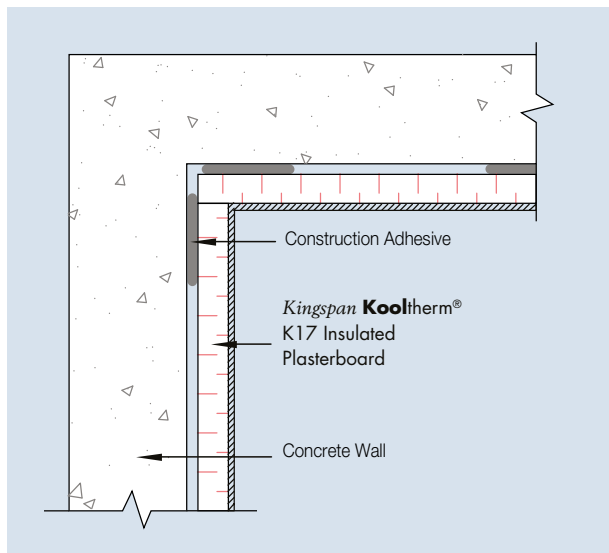 Construction Adhesive
Kingspan Kooltherm®
K17 Insulated
Plasterboard
Concrete Wall